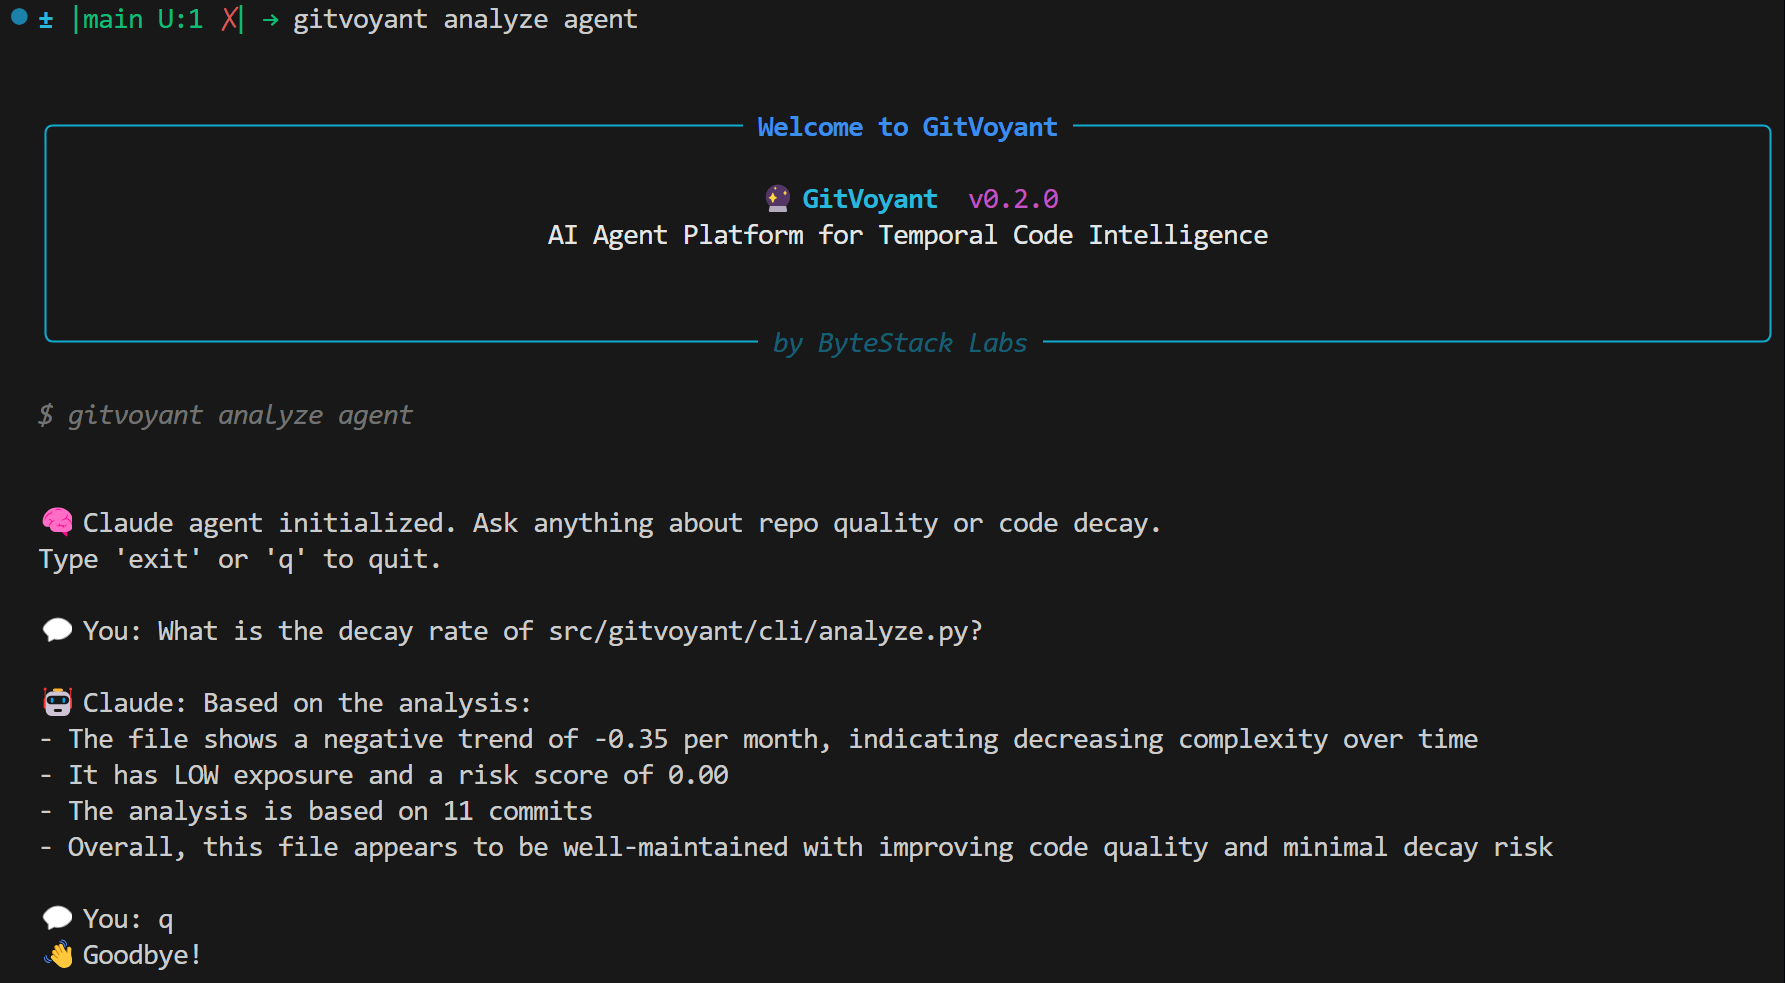 ± |main U:1 ✗| → gitvoyant analyze agent
Welcome to GitVoyant
🔮 GitVoyant v0.2.0
AI Agent Platform for Temporal Code Intelligence
by ByteStack Labs
$ gitvoyant analyze agent
🧠 Claude agent initialized. Ask anything about repo quality or code decay.
Type 'exit' or 'q' to quit.
💬 You: What is the decay rate of src/gitvoyant/cli/analyze.py?
🤖 Claude: Based on the analysis:
- The file shows a negative trend of -0.35 per month, indicating decreasing complexity over time
- It has LOW exposure and a risk score of 0.00
- The analysis is based on 11 commits
- Overall, this file appears to be well-maintained with improving code quality and minimal decay risk
💬 You: q
👋 Goodbye!